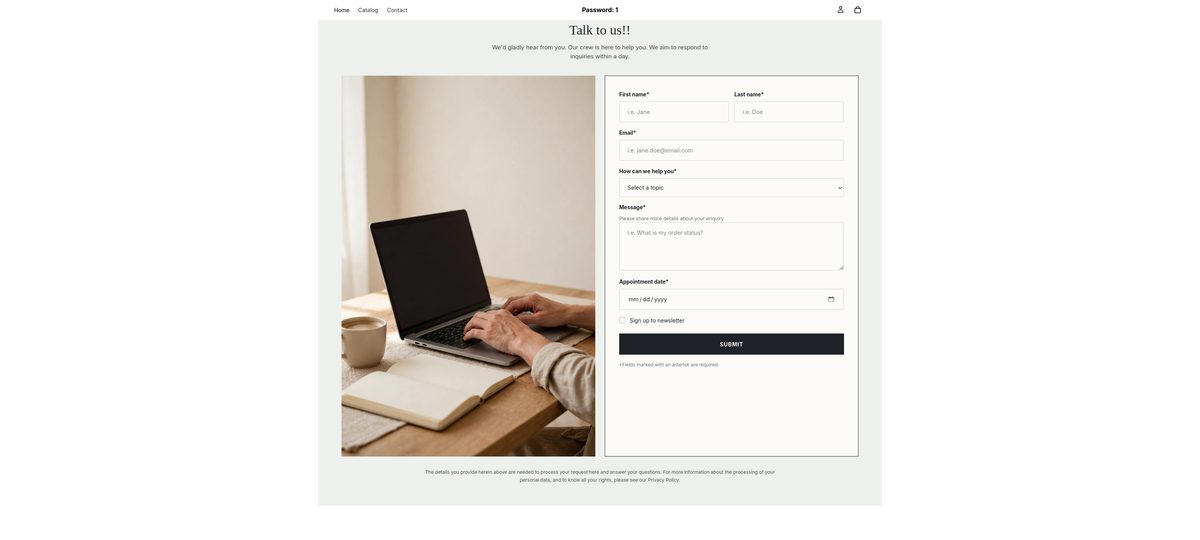 Home Catalog Contact
Password: 1
Talk to us!!
We'd gladly hear from you. Our crew is here to help you. We aim to respond to
inquiries within a day.
First name* Last name*
i.e. Jane i.e. Doe
Email*
i.e. jane.doe@email.com
How can we help you*
Select a topic
Message*
Please share more details about your enquiry
i.e. What is my order status?
Appointment date*
mm/dd/yyyy
Sign up to newsletter
SUBMIT
*Fields marked with an asterisk are required.
The details you provide herein above are needed to process your request here and answer your questions. For more information about the processing of your
personal data, and to know all your rights, please see our Privacy Policy.